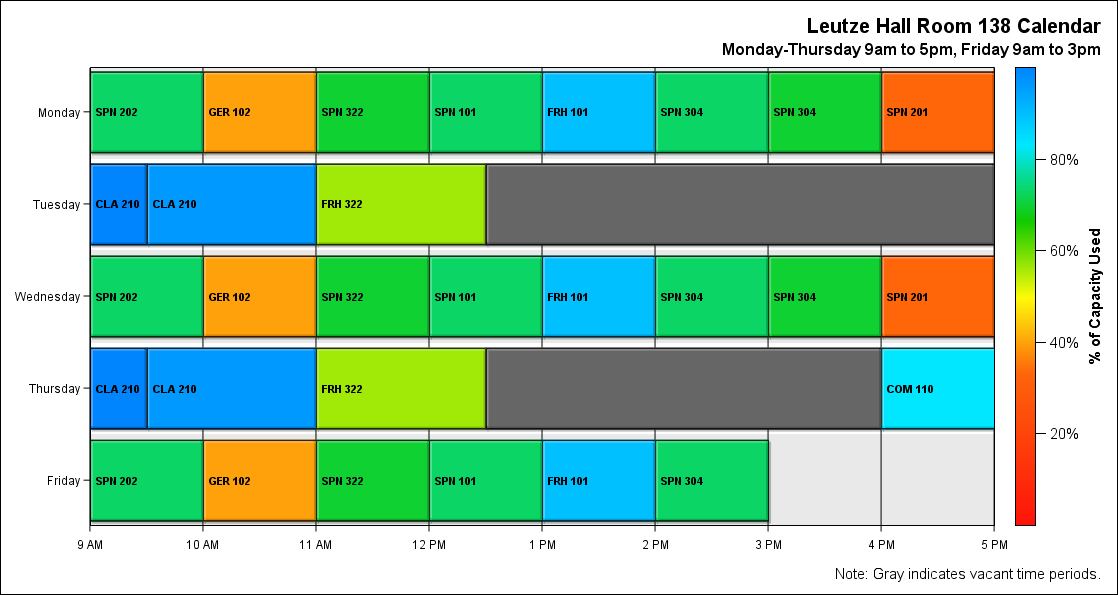 Leutze Hall Room 138 Calendar
Monday-Thursday 9am to 5pm, Friday 9am to 3pm
Monday SPN 202 GER 102 SPN 322 SPN 101 FRH 101 SPN 304 SPN 304 SPN 201
80%
Tuesday CLA 210 CLA 210 FRH 322
60%
% of Capacity Used
Wednesday SPN 202 GER 102 SPN 322 SPN 101 FRH 101 SPN 304 SPN 304 SPN 201
40%
Thursday CLA 210 CLA 210 FRH 322 COM 110
20%
Friday SPN 202 GER 102 SPN 322 SPN 101 FRH 101 SPN 304
9 AM 10 AM 11 AM 12 PM 1 PM 2 PM 3 PM 4 PM 5 PM
Note: Gray indicates vacant time periods.